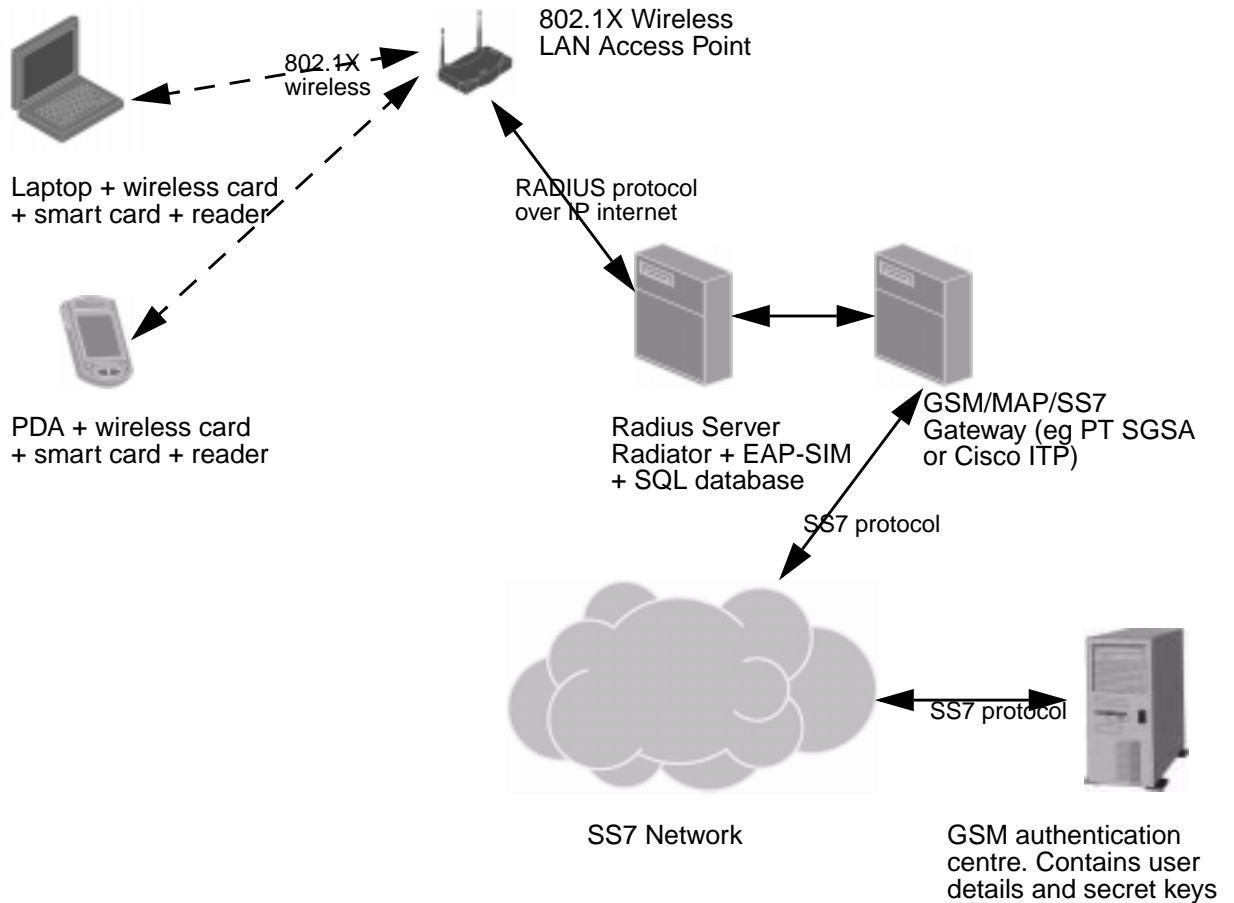 802.1X Wireless
LAN Access Point
802.1X
wireless
Laptop + wireless card
+ smart card + reader
RADIUS protocol
over IP internet
PDA + wireless card
+ smart card + reader
Radius Server
Radiator + EAP-SIM
+ SQL database
GSM/MAP/SS7
Gateway (eg PT SGSA
or Cisco ITP)
SS7 protocol
SS7 protocol
SS7 Network
GSM authentication
centre. Contains user
details and secret keys